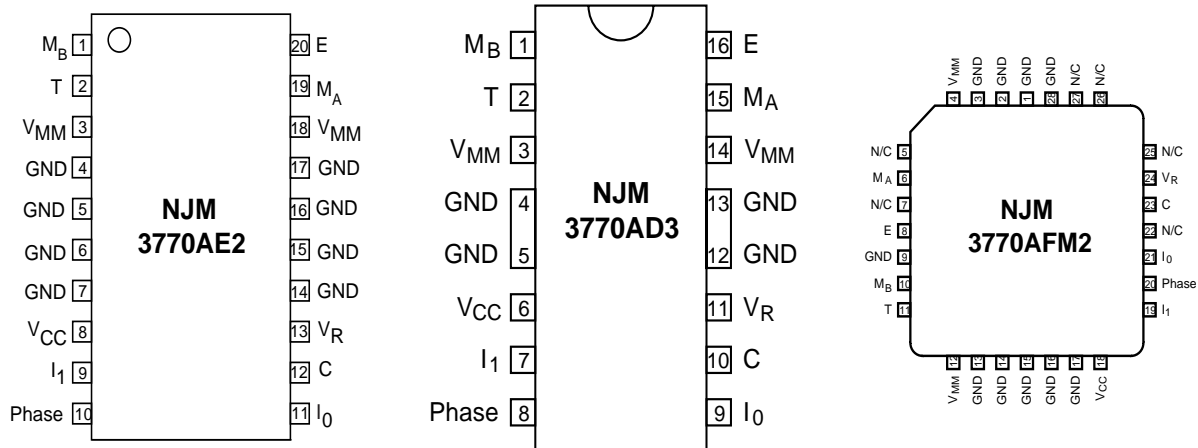 M_B 1
T 2
V_MM 3
GND 4
GND 5
GND 6
GND 7
V_CC 8
I_1 9
Phase 10
20 E
19 M_A
18 V_MM
17 GND
16 GND
15 GND
14 GND
13 V_R
12 C
11 I_0
NJM
3770AE2
M_B 1
T 2
V_MM 3
GND 4
GND 5
V_CC 6
I_1 7
Phase 8
16 E
15 M_A
14 V_MM
13 GND
12 GND
11 V_R
10 C
9 I_0
NJM
3770AD3
V_MM 4
GND 3
GND 2
GND 1
GND 28
N/C 27
N/C 26
N/C 5
M_A 6
N/C 7
E 8
GND 9
M_B 10
T 11
25 N/C
24 V_R
23 C
22 N/C
21 I_0
20 Phase
19 I_1
NJM
3770AFM2
V_MM 12
GND 13
GND 14
GND 15
GND 16
GND 17
V_CC 18